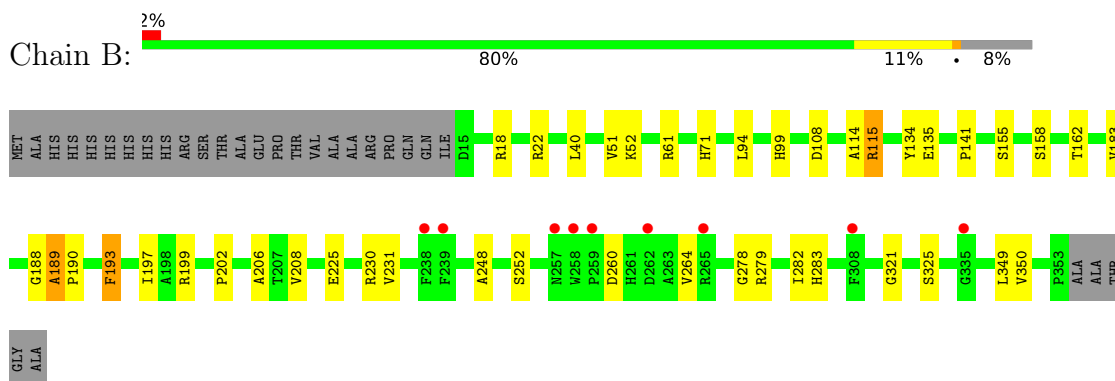 2%
Chain B:
80% 11% • 8%
MET ALA HIS HIS HIS HIS HIS HIS HIS HIS ARG SER THR ALA GLU PRO THR VAL ALA ALA ARG PRO GLN GLN ILE D15 R18 R22 L40 V51 K52 R61 H71 L94 H99 D108 A114 R115 Y134 E135 P141 S155 S158 T162
G188 A189 P190 F193 I197 A198 R199 P202 A206 T207 V208 E225 R230 V231 F238 F239 A248 S252 N257 W258 P259 D260 H261 D262 A263 V264 R265 G278 R279 I282 H283 F308 G321 S325 G335 L349 V350 P353 ALA ALA THR
GLY ALA